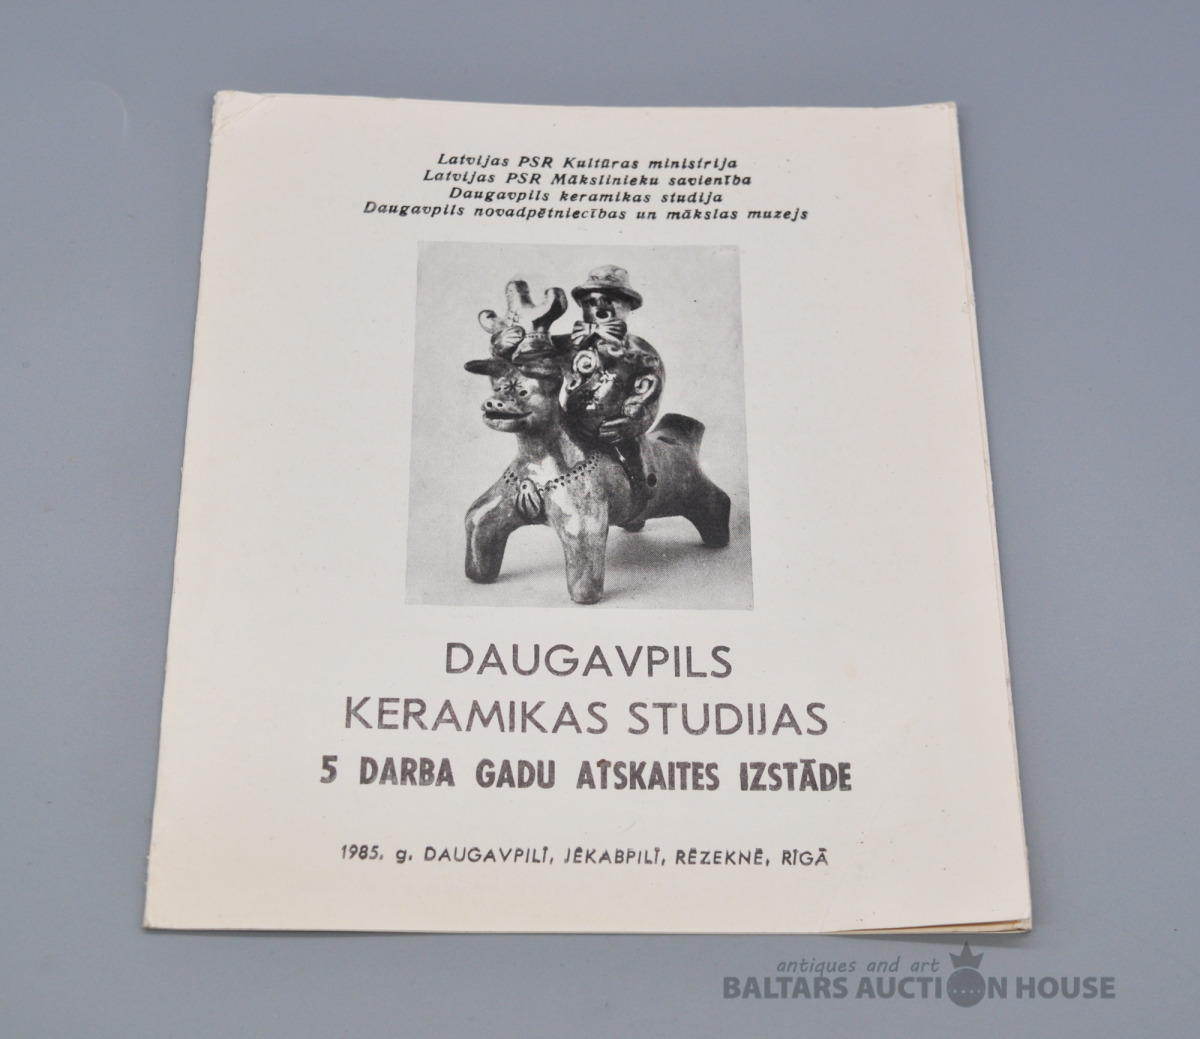 Latvijas PSR Kultūras ministrija
Latvijas PSR Mākslinieku savienība
Daugavpils keramikas studija
Daugavpils novadpētniecības un mākslas muzejs
DAUGAVPILS
KERAMIKAS STUDIJAS
5 DARBA GADU ATSKAITES IZSTĀDE
1985. g. DAUGAVPILĪ, JĒKABPILĪ, RĒZEKNĒ, RĪGĀ
antiques and art
BALTARS AUCTION HOUSE